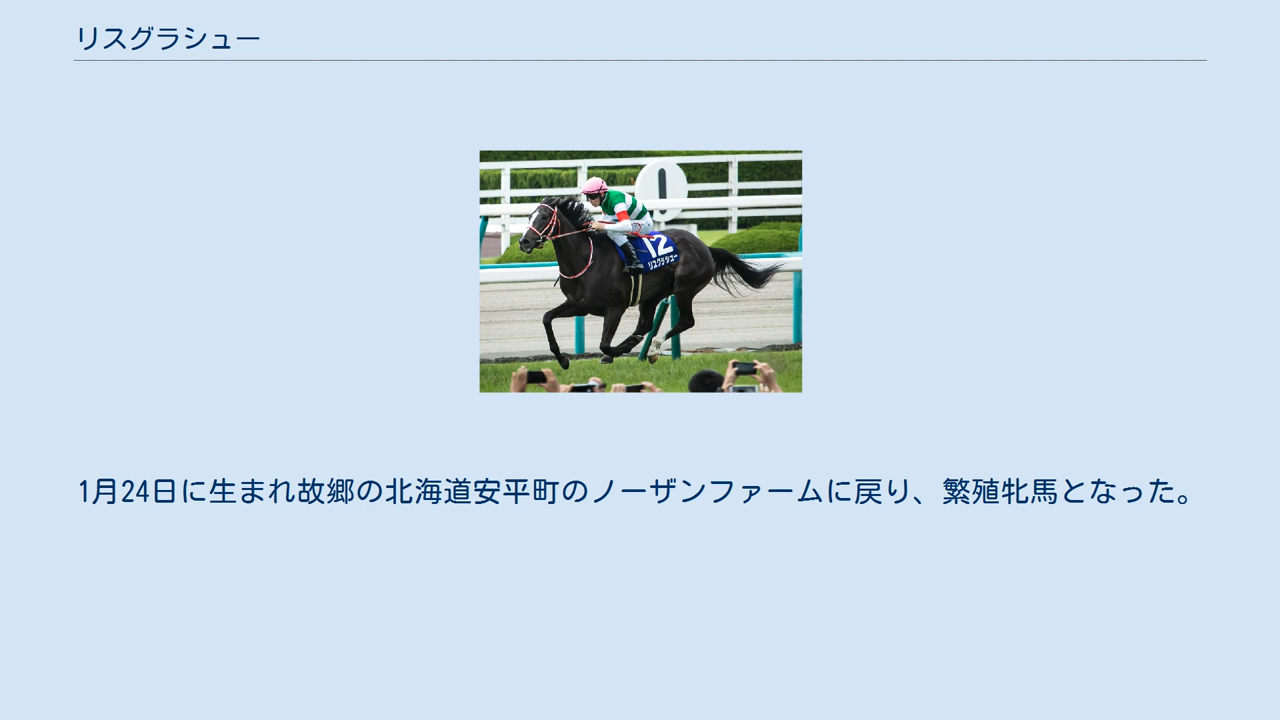 リスグラシュー
12
リスグラシュー
1月24日に生まれ故郷の北海道安平町のノーザンファームに戻り、繁殖牝馬となった。